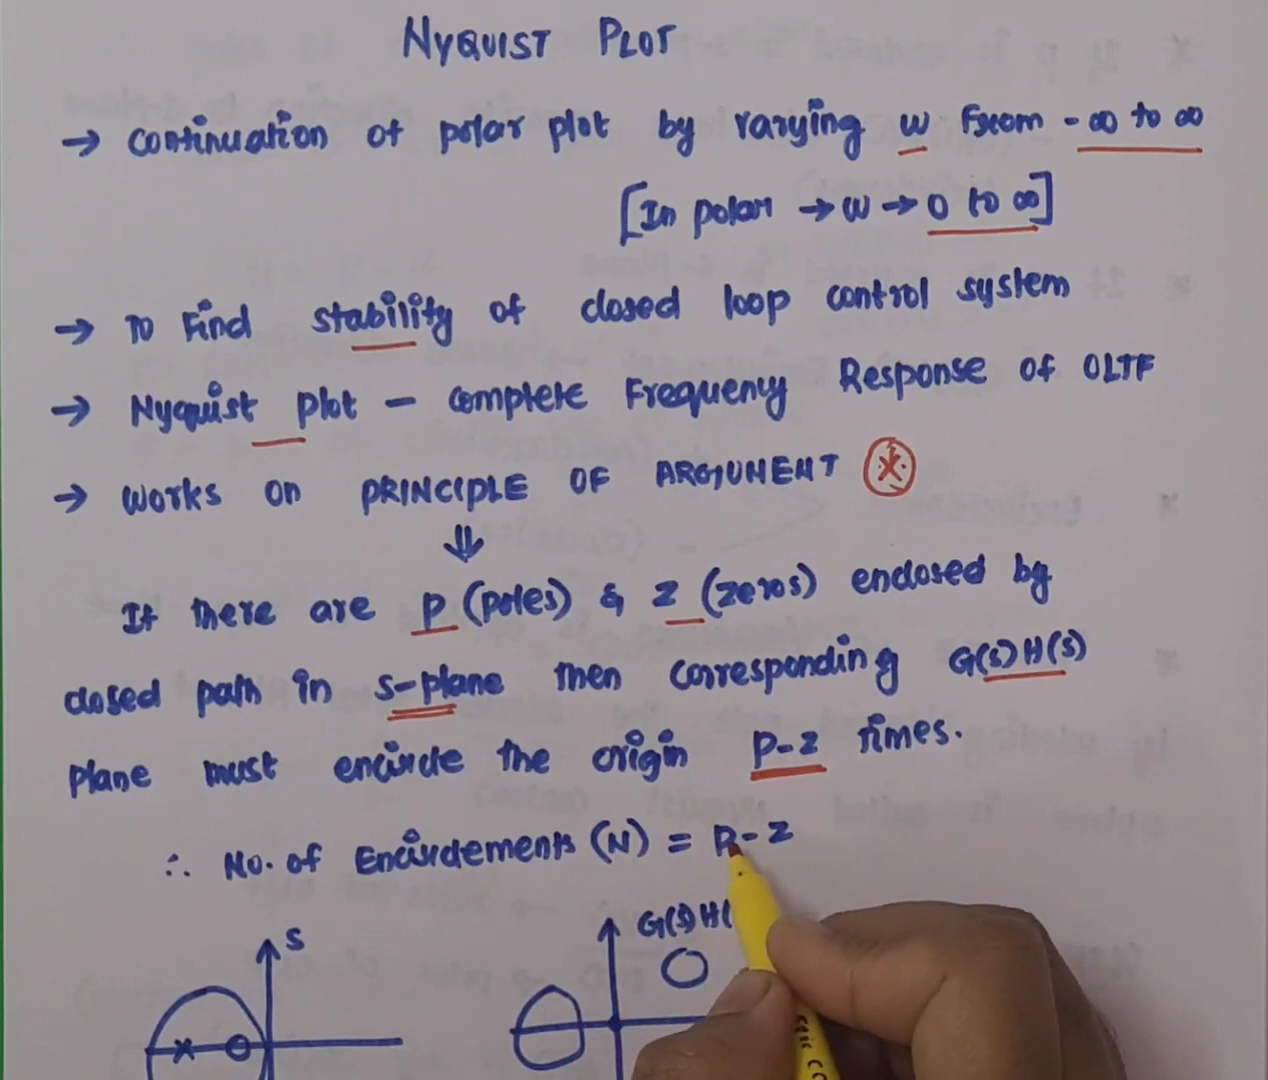 NYQUIST PLOT
→ continuation of polar plot by varying w From - ∞ to ∞
[In polar → w → 0 to ∞]
→ To Find stability of closed loop control system
→ Nyquist plot - complete Frequency Response of OLTF
→ Works on PRINCIPLE OF ARGUMENT
If there are P (poles) & Z (zeros) enclosed by
closed path in s-plane then corresponding G(s)H(s)
Plane must encircle the origin P-Z times.
∴ No. of Encirclements (N) = P-Z
S
G(s)H(